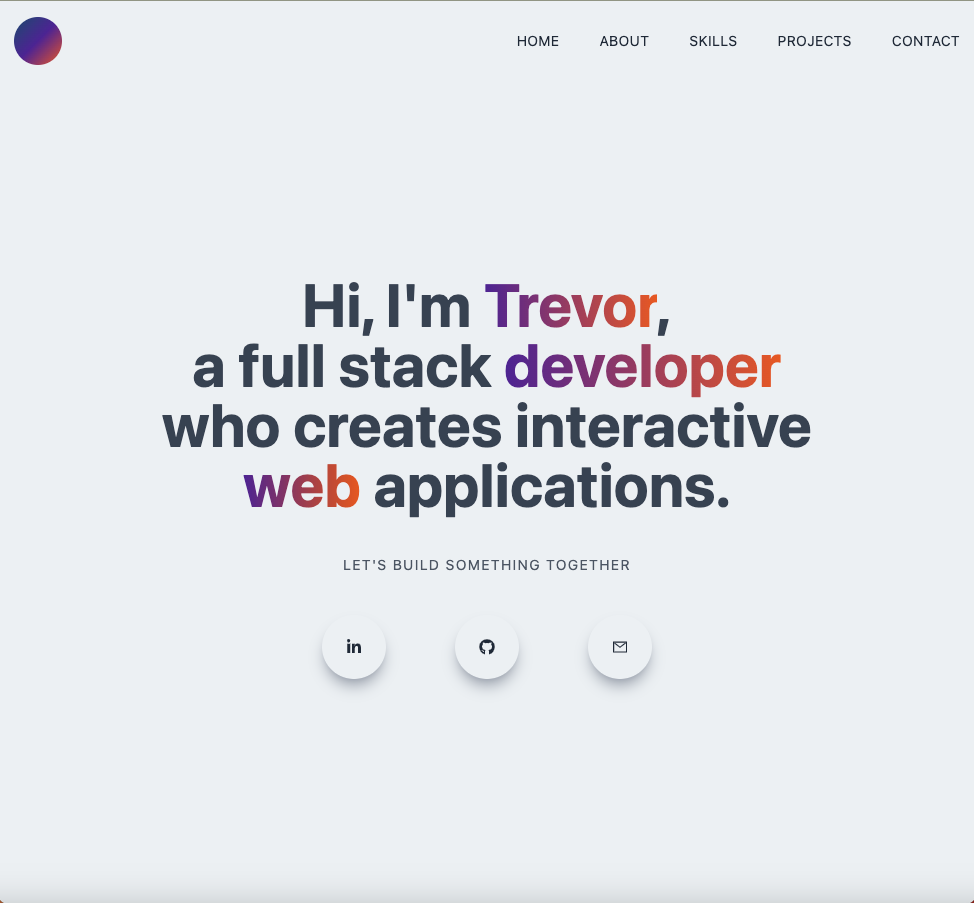 HOME ABOUT SKILLS PROJECTS CONTACT
Hi, I'm Trevor,
a full stack developer
who creates interactive
web applications.
LET'S BUILD SOMETHING TOGETHER
in